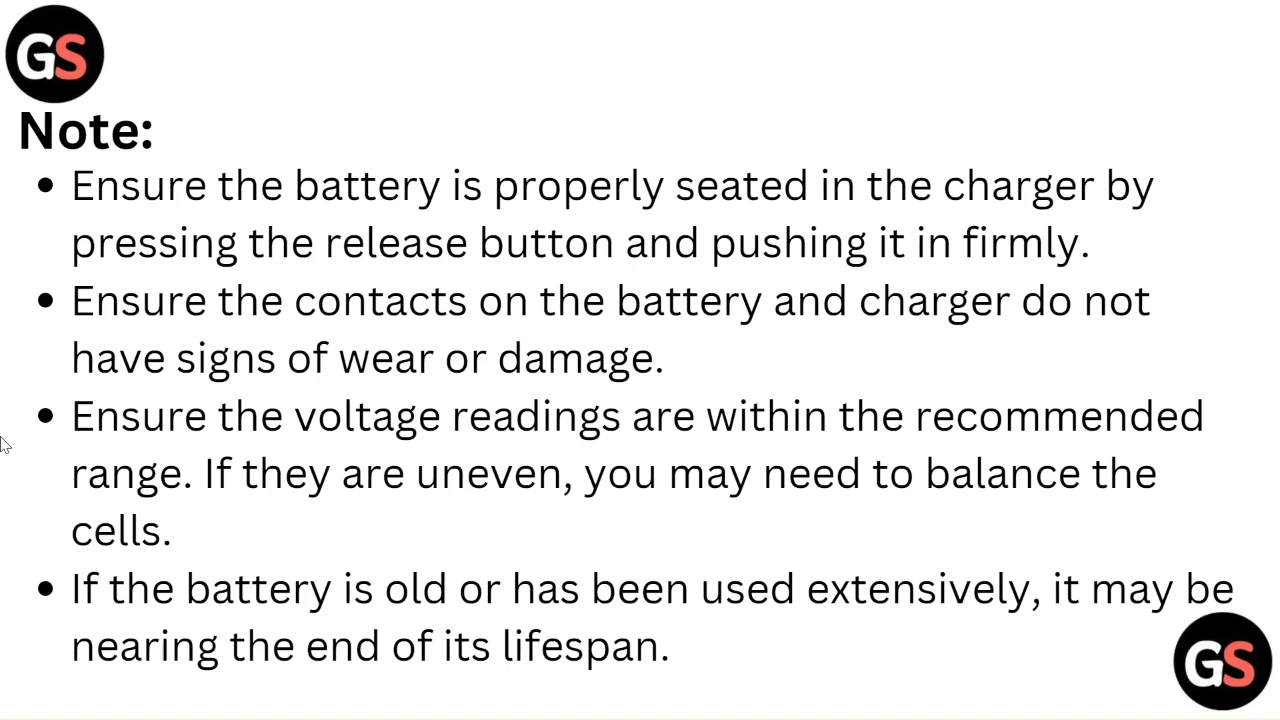 GS
Note:
• Ensure the battery is properly seated in the charger by
pressing the release button and pushing it in firmly.
• Ensure the contacts on the battery and charger do not
have signs of wear or damage.
• Ensure the voltage readings are within the recommended
range. If they are uneven, you may need to balance the
cells.
• If the battery is old or has been used extensively, it may be
nearing the end of its lifespan.
GS